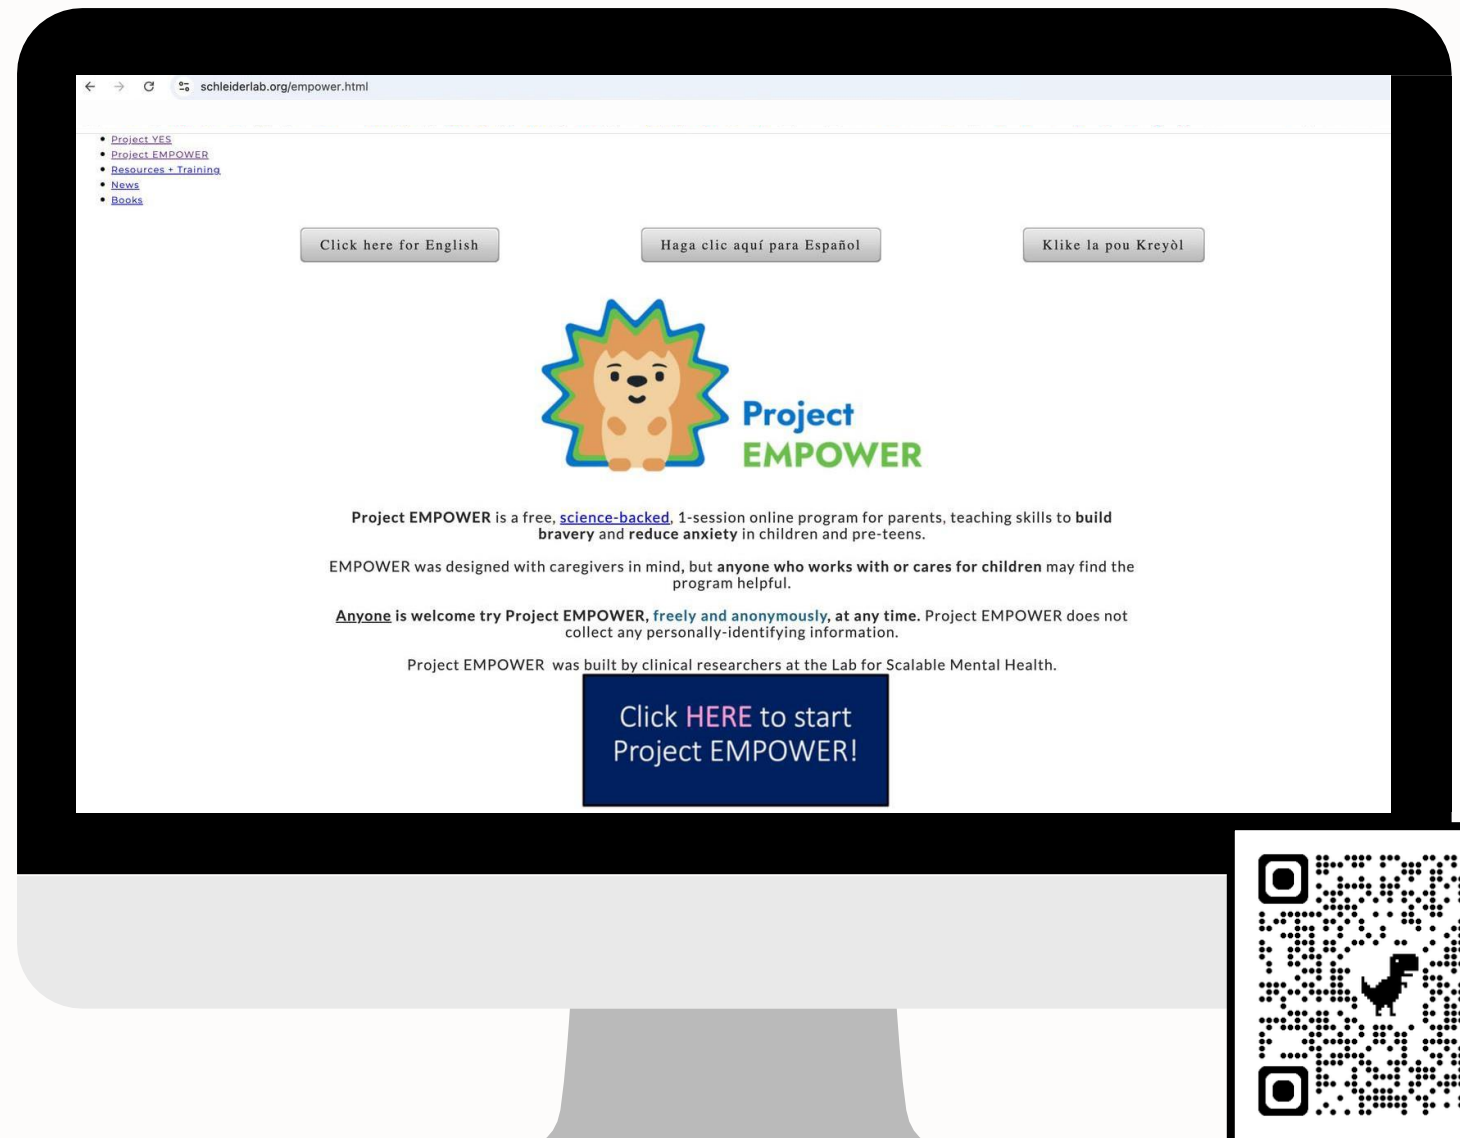 schleiderlab.org/empower.html
Project YES
Project EMPOWER
Resources + Training
News
Books
Click here for English
Haga clic aquí para Español
Klike la pou Kreyòl
Project
EMPOWER
Project EMPOWER is a free, science-backed, 1-session online program for parents, teaching skills to build
bravery and reduce anxiety in children and pre-teens.
EMPOWER was designed with caregivers in mind, but anyone who works with or cares for children may find the
program helpful.
Anyone is welcome try Project EMPOWER, freely and anonymously, at any time. Project EMPOWER does not
collect any personally-identifying information.
Project EMPOWER was built by clinical researchers at the Lab for Scalable Mental Health.
Click HERE to start
Project EMPOWER!